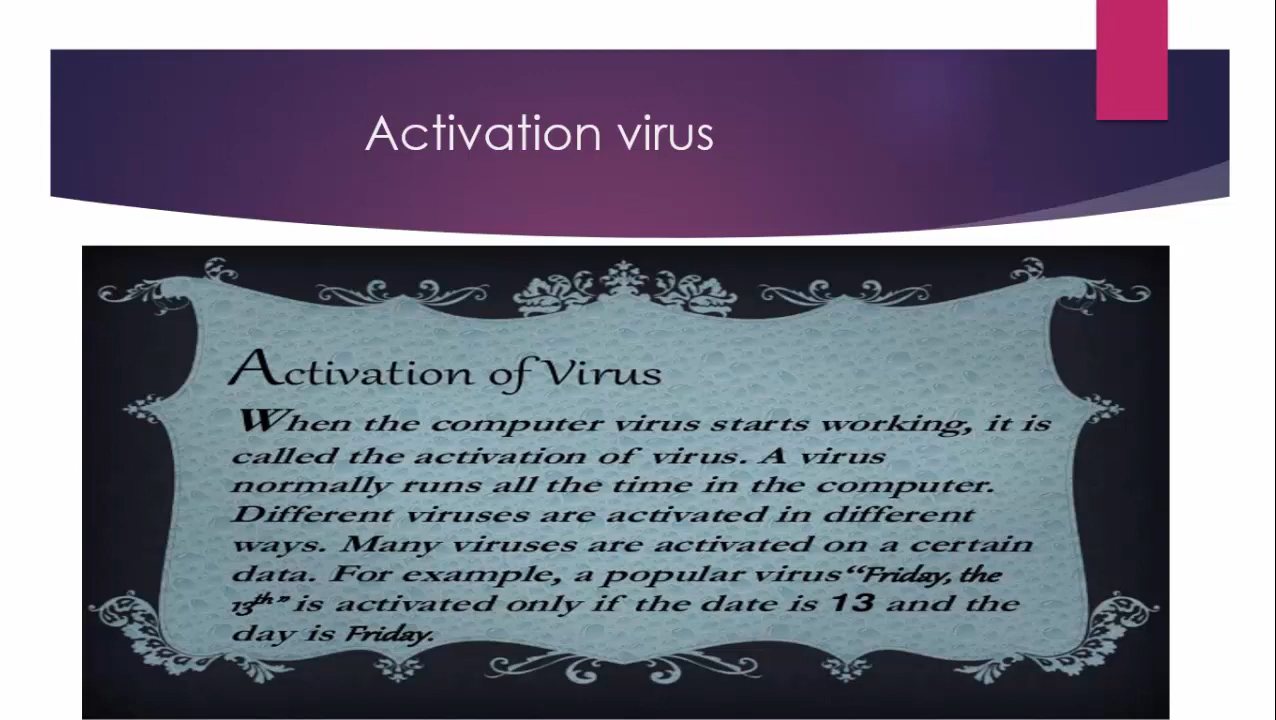 Activation virus
Activation of Virus
When the computer virus starts working, it is
called the activation of virus. A virus
normally runs all the time in the computer.
Different viruses are activated in different
ways. Many viruses are activated on a certain
data. For example, a popular virus“Friday, the
13th” is activated only if the date is 13 and the
day is Friday.